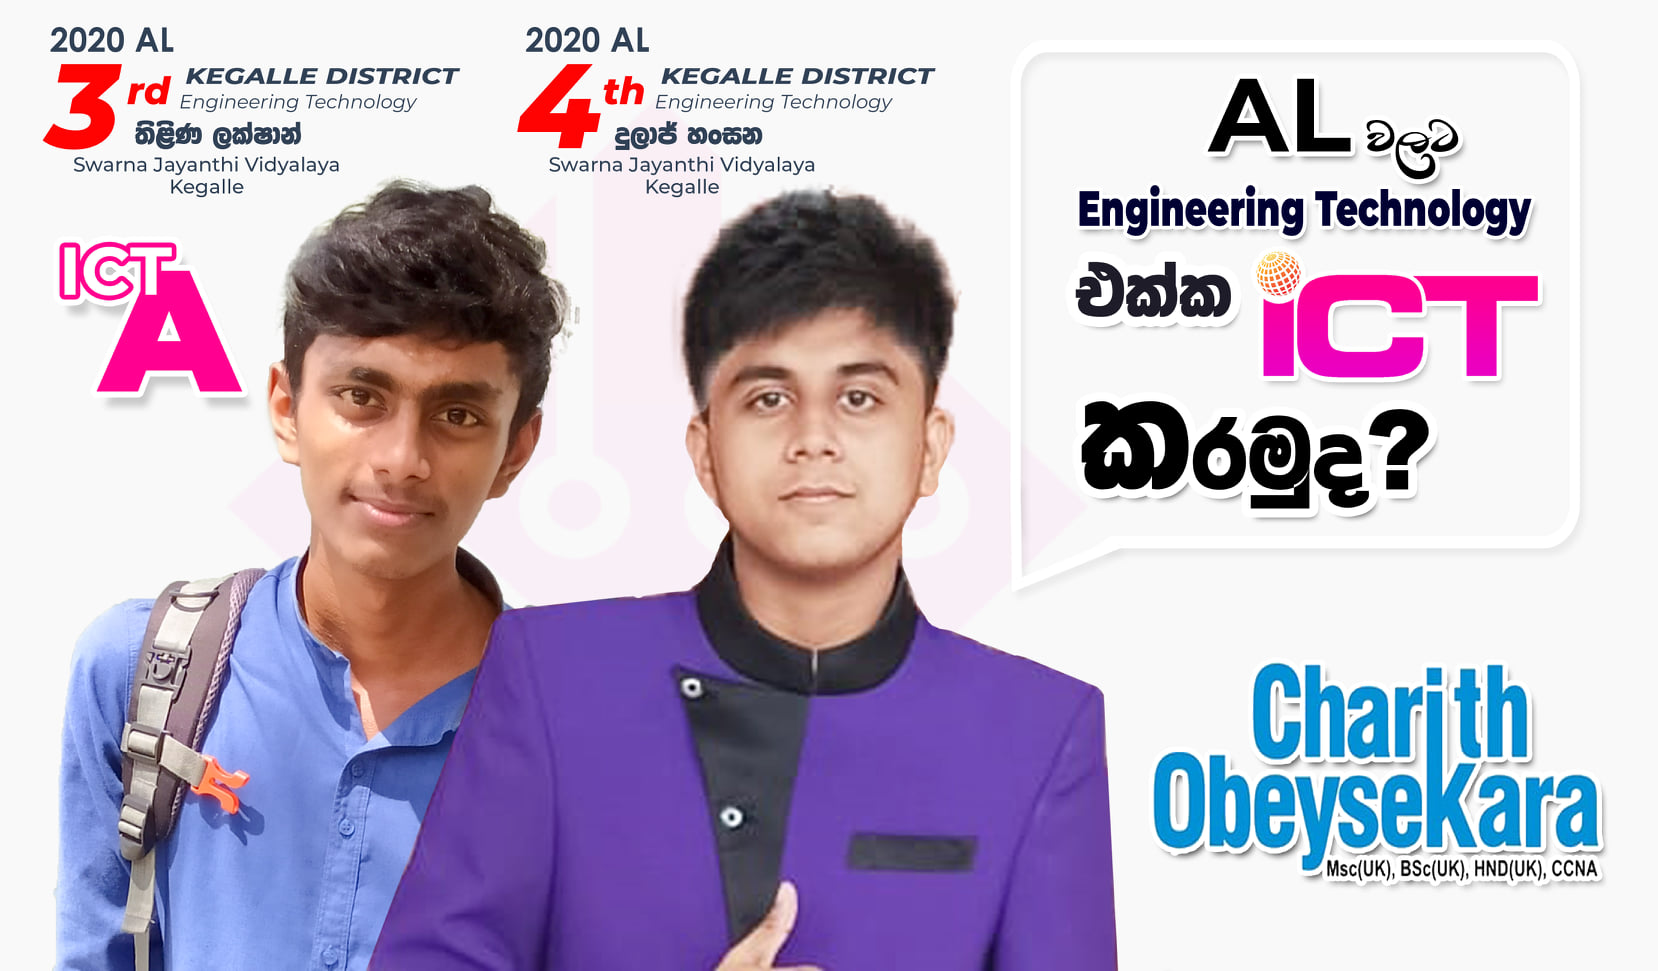 2020 AL
3rd KEGALLE DISTRICT
Engineering Technology
තිළිණ ලක්ෂාන්
Swarna Jayanthi Vidyalaya
Kegalle
2020 AL
4th KEGALLE DISTRICT
Engineering Technology
දුලාජ් හංසන
Swarna Jayanthi Vidyalaya
Kegalle
ICT
A
AL වලට
Engineering Technology
එක්ක iCT
කරමුද?
Charith
Obeysekara
Msc(UK), BSc(UK), HND(UK), CCNA